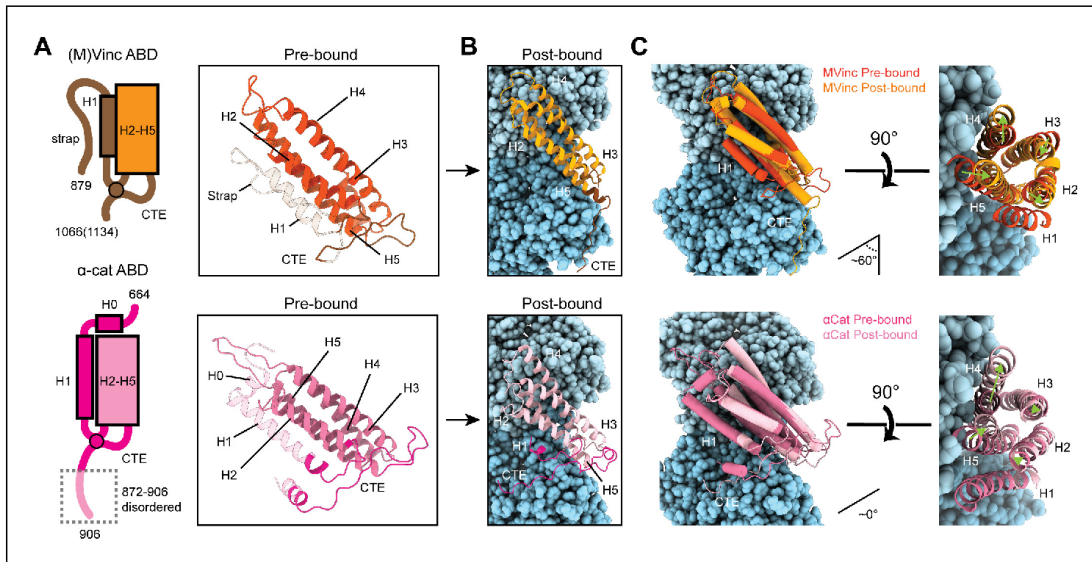 A
(M)Vinc ABD
H1
H2-H5
strap
879
CTE
1066(1134)
Pre-bound
H4
H2
H3
Strap
H1
CTE
H5
B
Post-bound
H4
H2
H3
H5
CTE
C
MVinc Pre-bound
MVinc Post-bound
H1
CTE
90°
~60°
H4
H3
H2
H5
H1
α-cat ABD
664
H0
H1
H2-H5
CTE
872-906
disordered
906
Pre-bound
H5
H4
H0
H3
H1
H2
CTE
Post-bound
H4
H2
H3
H1
CTE
H5
αCat Pre-bound
αCat Post-bound
H1
CTE
90°
~0°
H4
H3
H5
H2
H1